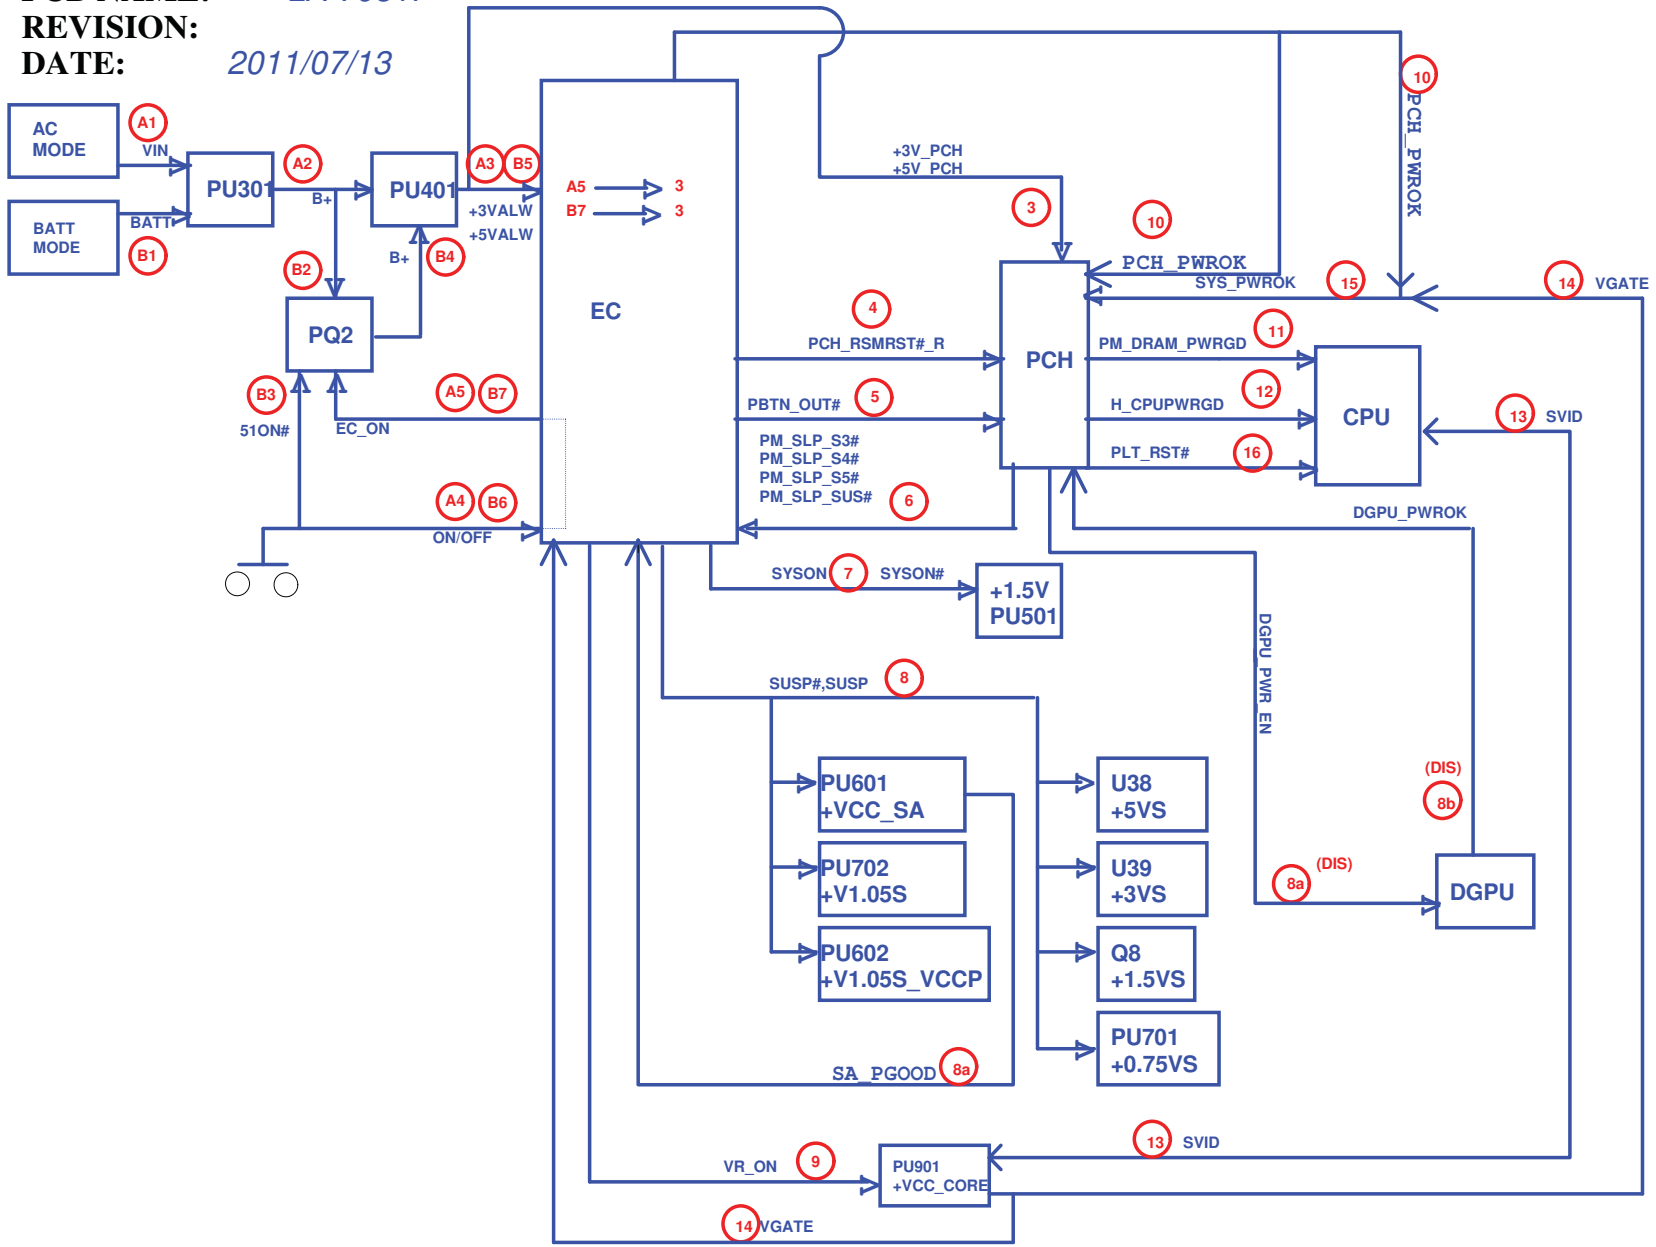 REVISION:
DATE: 2011/07/13
AC
MODE
A1
VIN
BATT
MODE
BATT
B1
PU301
A2
B+
PU401
A3 B5
+3VALW
+5VALW
B2
B+
B4
PQ2
B3
51ON#
A5 B7
EC_ON
A4 B6
ON/OFF
A5 3
B7 3
EC
+3V_PCH
+5V_PCH
3
10
PCH_PWROK
10
PCH_PWROK
SYS_PWROK
15
14
VGATE
4
PCH_RSMRST#_R
5
PBTN_OUT#
PM_SLP_S3#
PM_SLP_S4#
PM_SLP_S5#
PM_SLP_SUS#
6
PCH
PM_DRAM_PWRGD
11
H_CPUPWRGD
12
PLT_RST#
16
CPU
13
SVID
DGPU_PWROK
SYSON 7 SYSON#
+1.5V
PU501
DGPU_PWR_EN
SUSP#,SUSP 8
PU601
+VCC_SA
PU702
+V1.05S
PU602
+V1.05S_VCCP
U38
+5VS
U39
+3VS
Q8
+1.5VS
PU701
+0.75VS
(DIS)
8b
(DIS)
8a
DGPU
SA_PGOOD 8a
13 SVID
VR_ON 9
PU901
+VCC_CORE
14 VGATE